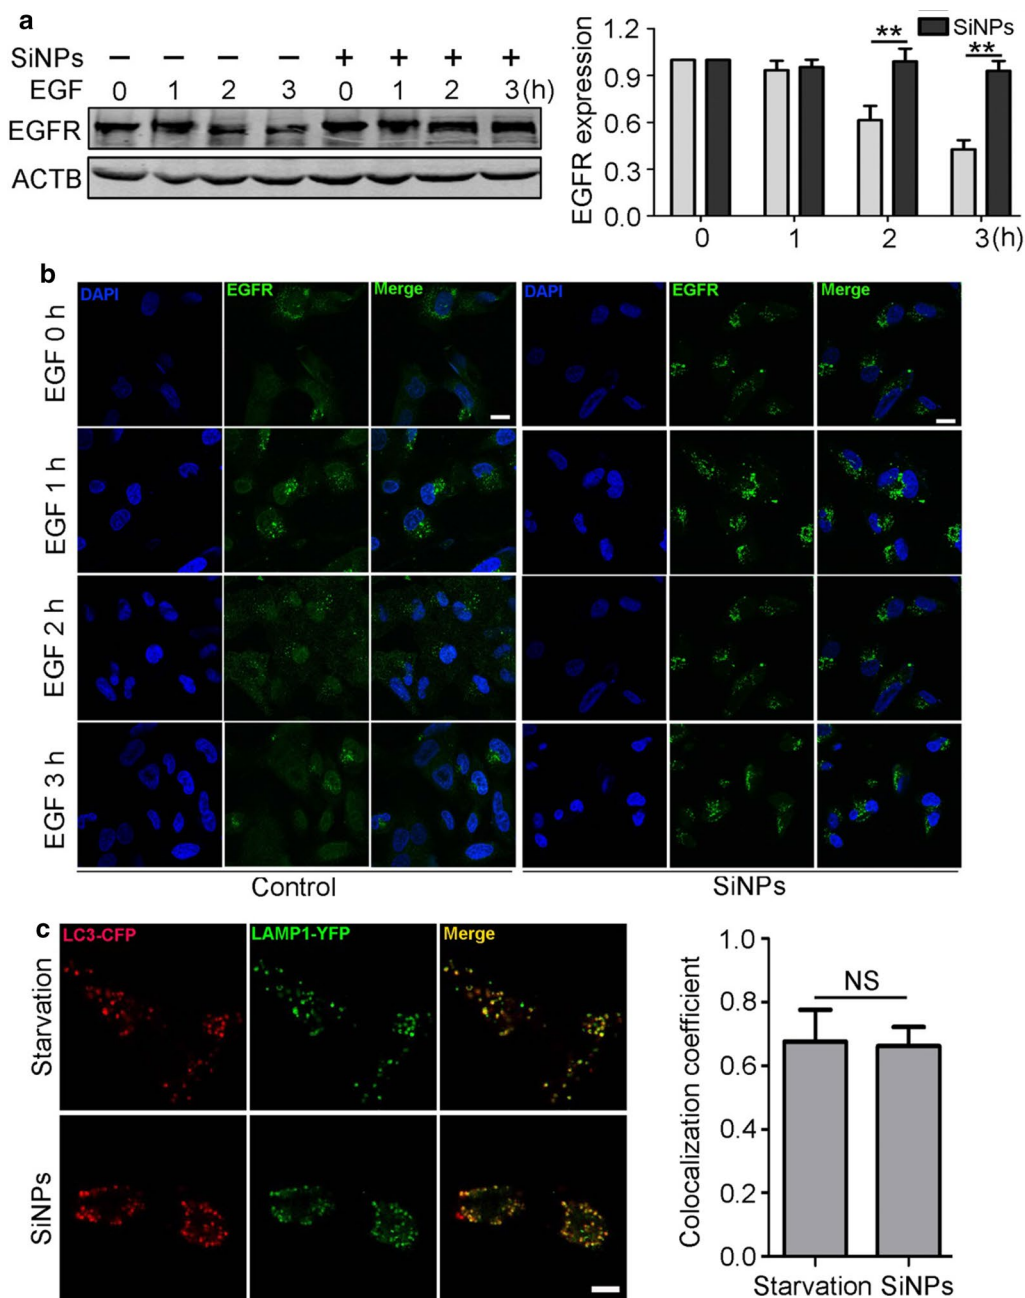 a
SiNPs − − − − + + + +
EGF 0 1 2 3 0 1 2 3(h)
EGFR
ACTB
SiNPs
EGFR expression
1.2
0.9
0.6
0.3
0.0
** **
0 1 2 3(h)
b
DAPI EGFR Merge DAPI EGFR Merge
EGF 0 h
EGF 1 h
EGF 2 h
EGF 3 h
Control SiNPs
c
LC3-CFP LAMP1-YFP Merge
Starvation
SiNPs
Colocalization coefficient
1.0
0.8
0.6
0.4
0.2
0.0
NS
Starvation SiNPs